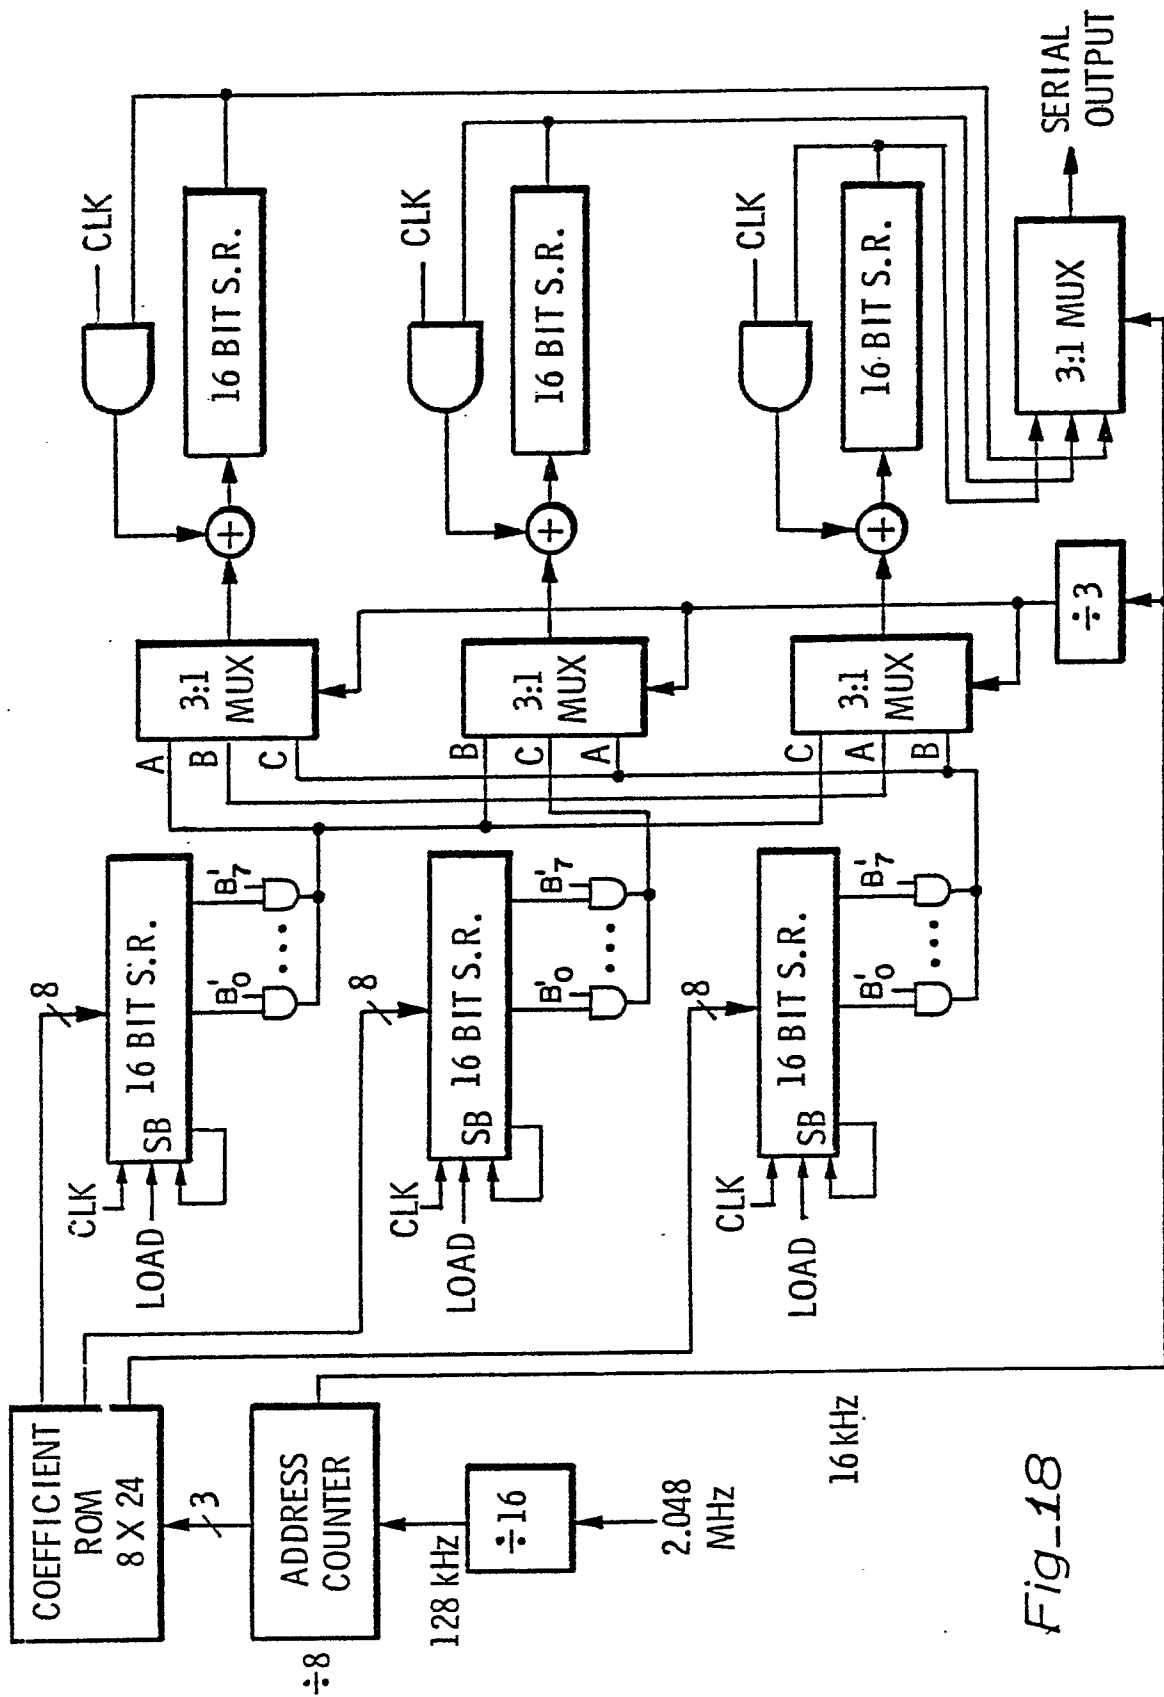 COEFFICIENT
ROM
8 X 24
3
ADDRESS
COUNTER
÷8
128 kHz
÷16
2.048
MHz
16 kHz
8
CLK
LOAD
SB
16 BIT S.R.
B'0
B'7
8
CLK
LOAD
SB
16 BIT S.R.
B'0
B'7
8
CLK
LOAD
SB
16 BIT S.R.
B'0
B'7
A
B
C
3:1
MUX
B
C
A
3:1
MUX
C
A
B
3:1
MUX
÷3
+
CLK
16 BIT S.R.
+
CLK
16 BIT S.R.
+
CLK
16 BIT S.R.
3:1 MUX
SERIAL
OUTPUT
Fig_18